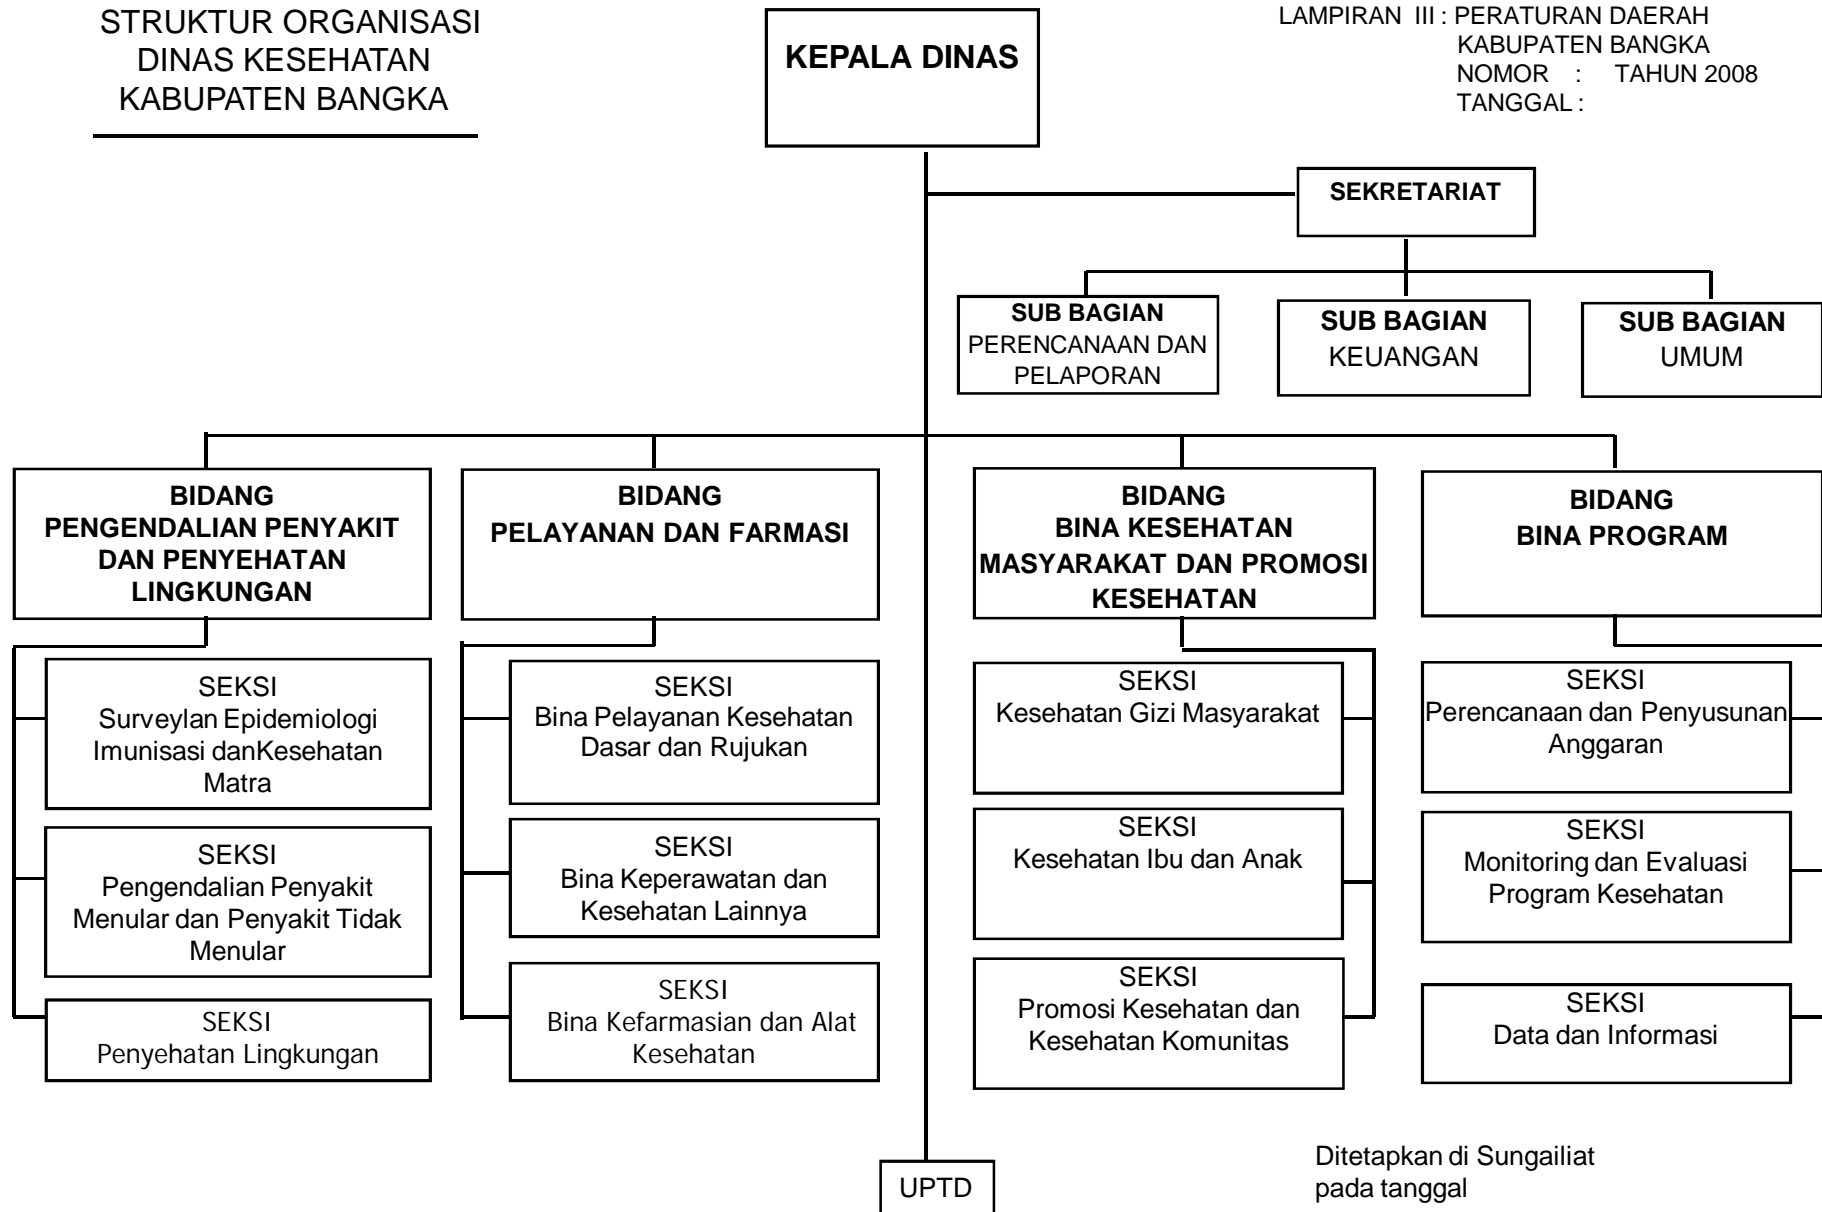 STRUKTUR ORGANISASI
DINAS KESEHATAN
KABUPATEN BANGKA
KEPALA DINAS
LAMPIRAN III : PERATURAN DAERAH
KABUPATEN BANGKA
NOMOR : TAHUN 2008
TANGGAL :
SEKRETARIAT
SUB BAGIAN
PERENCANAAN DAN
PELAPORAN
SUB BAGIAN
KEUANGAN
SUB BAGIAN
UMUM
BIDANG
PENGENDALIAN PENYAKIT
DAN PENYEHATAN
LINGKUNGAN
BIDANG
PELAYANAN DAN FARMASI
BIDANG
BINA KESEHATAN
MASYARAKAT DAN PROMOSI
KESEHATAN
BIDANG
BINA PROGRAM
SEKSI
Surveylan Epidemiologi
Imunisasi danKesehatan
Matra
SEKSI
Pengendalian Penyakit
Menular dan Penyakit Tidak
Menular
SEKSI
Penyehatan Lingkungan
SEKSI
Bina Pelayanan Kesehatan
Dasar dan Rujukan
SEKSI
Bina Keperawatan dan
Kesehatan Lainnya
SEKSI
Bina Kefarmasian dan Alat
Kesehatan
SEKSI
Kesehatan Gizi Masyarakat
SEKSI
Kesehatan Ibu dan Anak
SEKSI
Promosi Kesehatan dan
Kesehatan Komunitas
SEKSI
Perencanaan dan Penyusunan
Anggaran
SEKSI
Monitoring dan Evaluasi
Program Kesehatan
SEKSI
Data dan Informasi
UPTD
Ditetapkan di Sungailiat
pada tanggal